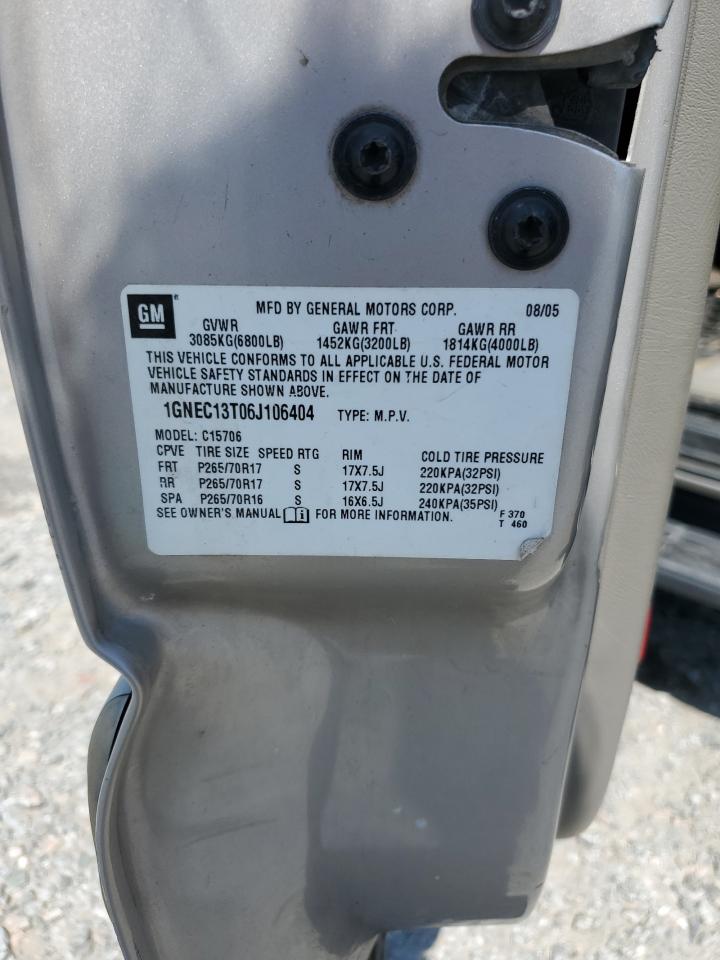 GM
MFD BY GENERAL MOTORS CORP. 08/05
GVWR GAWR FRT GAWR RR
3085KG(6800LB) 1452KG(3200LB) 1814KG(4000LB)
THIS VEHICLE CONFORMS TO ALL APPLICABLE U.S. FEDERAL MOTOR
VEHICLE SAFETY STANDARDS IN EFFECT ON THE DATE OF
MANUFACTURE SHOWN ABOVE.
1GNEC13T06J106404 TYPE: M.P.V.
MODEL: C15706
CPVE TIRE SIZE SPEED RTG RIM COLD TIRE PRESSURE
FRT P265/70R17 S 17X7.5J 220KPA(32PSI)
RR P265/70R17 S 17X7.5J 220KPA(32PSI)
SPA P265/70R16 S 16X6.5J 240KPA(35PSI)
SEE OWNER'S MANUAL FOR MORE INFORMATION. F 370
T 460